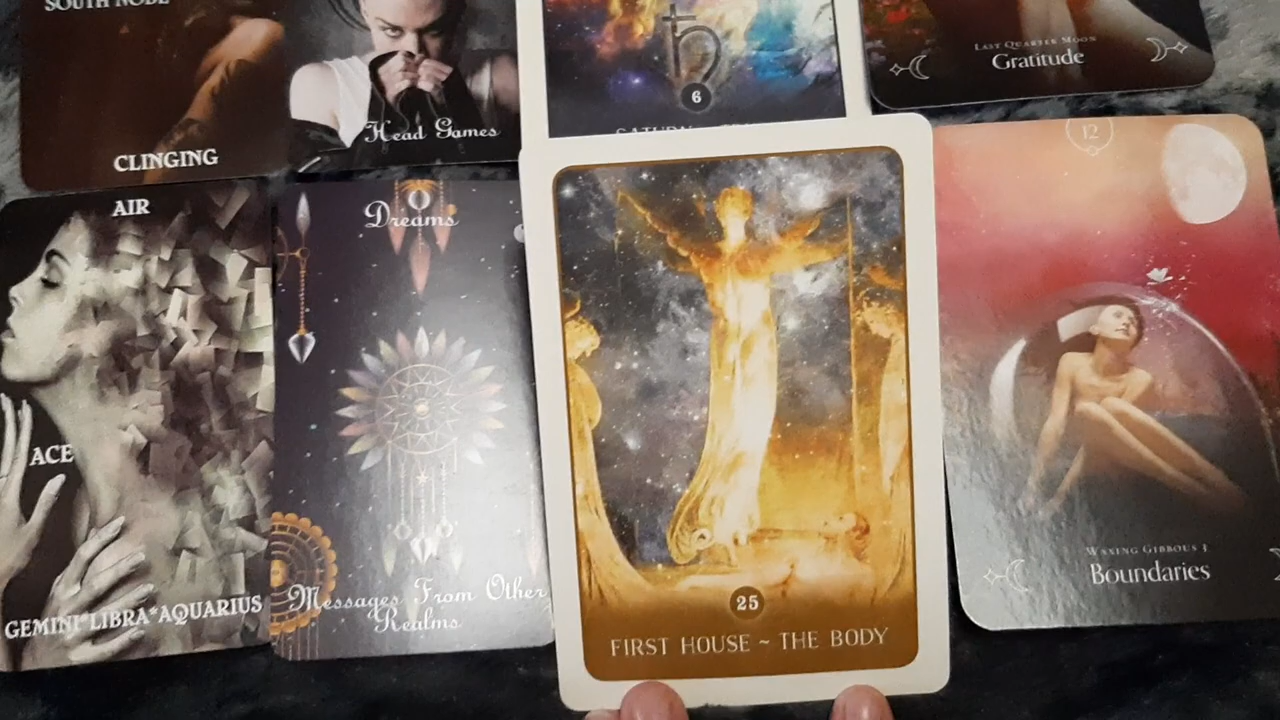 SOUTH NODE
CLINGING
Head Games
6
LAST QUARTER MOON
Gratitude
AIR
ACE
GEMINI*LIBRA*AQUARIUS
Dreams
Messages From Other
Realms
25
FIRST HOUSE ~ THE BODY
12
WAXING GIBBOUS 3
Boundaries